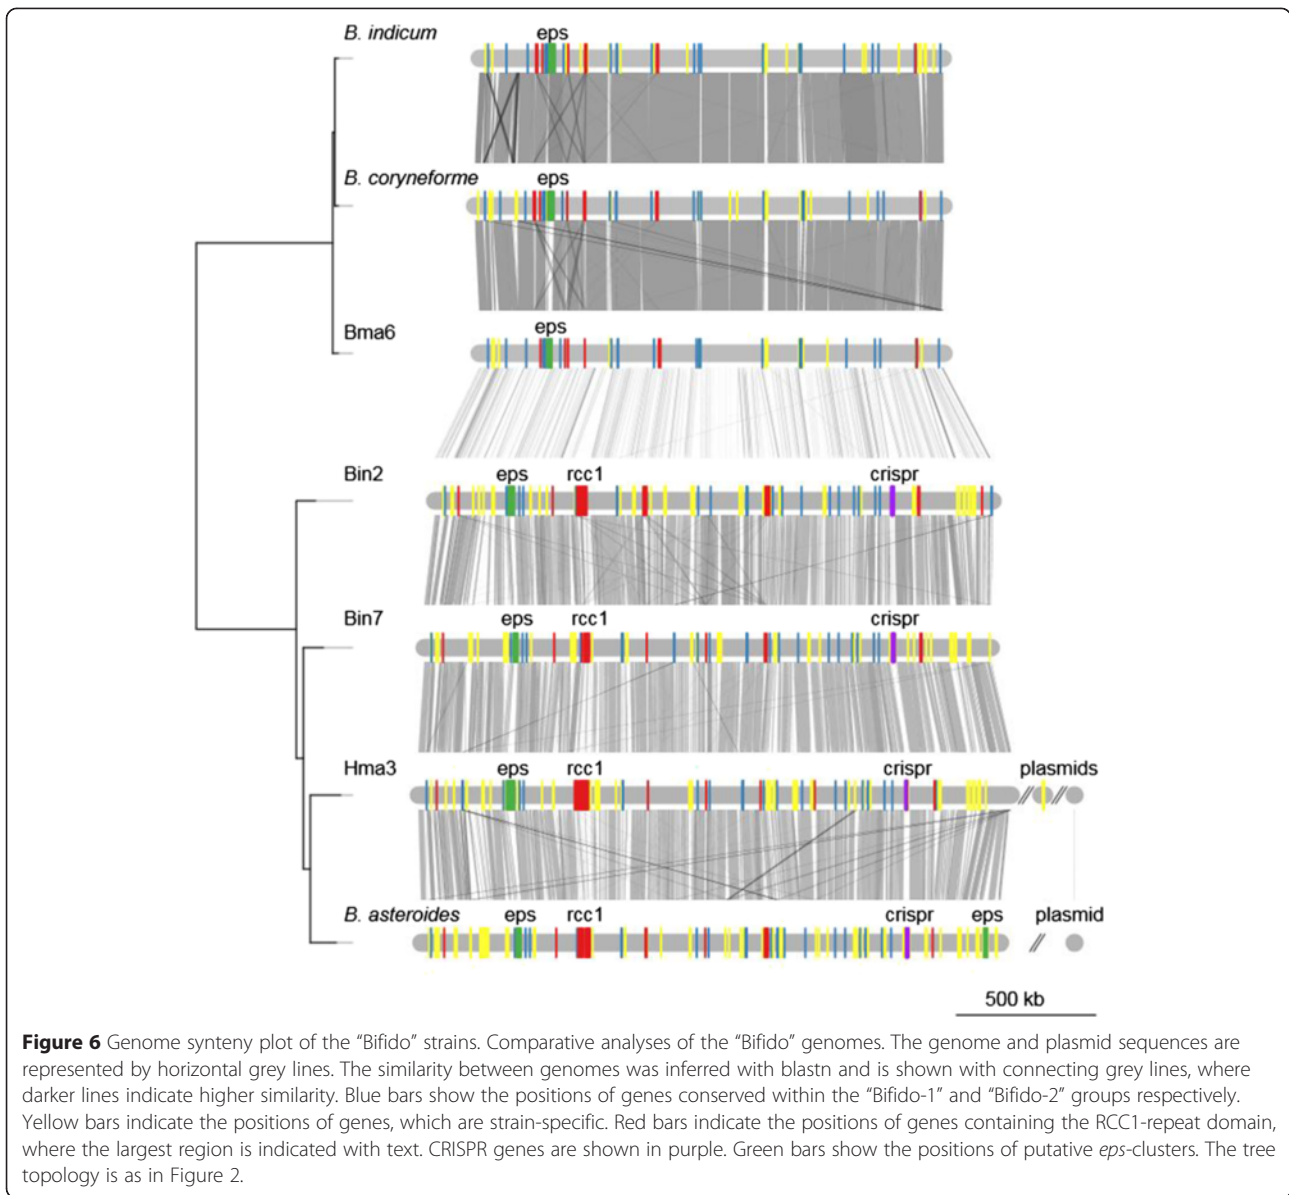 B. indicum
eps
B. coryneforme
eps
Bma6
eps
Bin2
eps
rcc1
crispr
Bin7
eps
rcc1
crispr
Hma3
eps
rcc1
crispr
plasmids
B. asteroides
eps
rcc1
crispr
eps
plasmid
500 kb
Figure 6 Genome synteny plot of the “Bifido” strains. Comparative analyses of the “Bifido” genomes. The genome and plasmid sequences are
represented by horizontal grey lines. The similarity between genomes was inferred with blastn and is shown with connecting grey lines, where
darker lines indicate higher similarity. Blue bars show the positions of genes conserved within the “Bifido-1” and “Bifido-2” groups respectively.
Yellow bars indicate the positions of genes, which are strain-specific. Red bars indicate the positions of genes containing the RCC1-repeat domain,
where the largest region is indicated with text. CRISPR genes are shown in purple. Green bars show the positions of putative eps-clusters. The tree
topology is as in Figure 2.